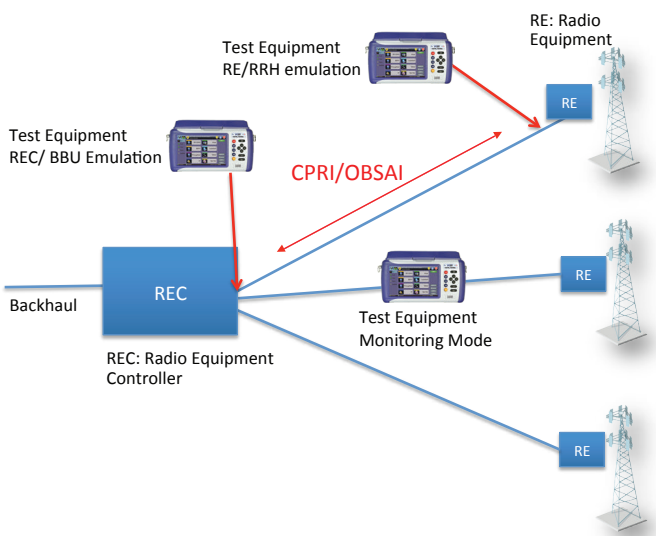 Test Equipment
RE/RRH emulation
RE: Radio
Equipment
RE
Test Equipment
REC/ BBU Emulation
CPRI/OBSAI
REC
RE
Backhaul
Test Equipment
Monitoring Mode
REC: Radio Equipment
Controller
RE